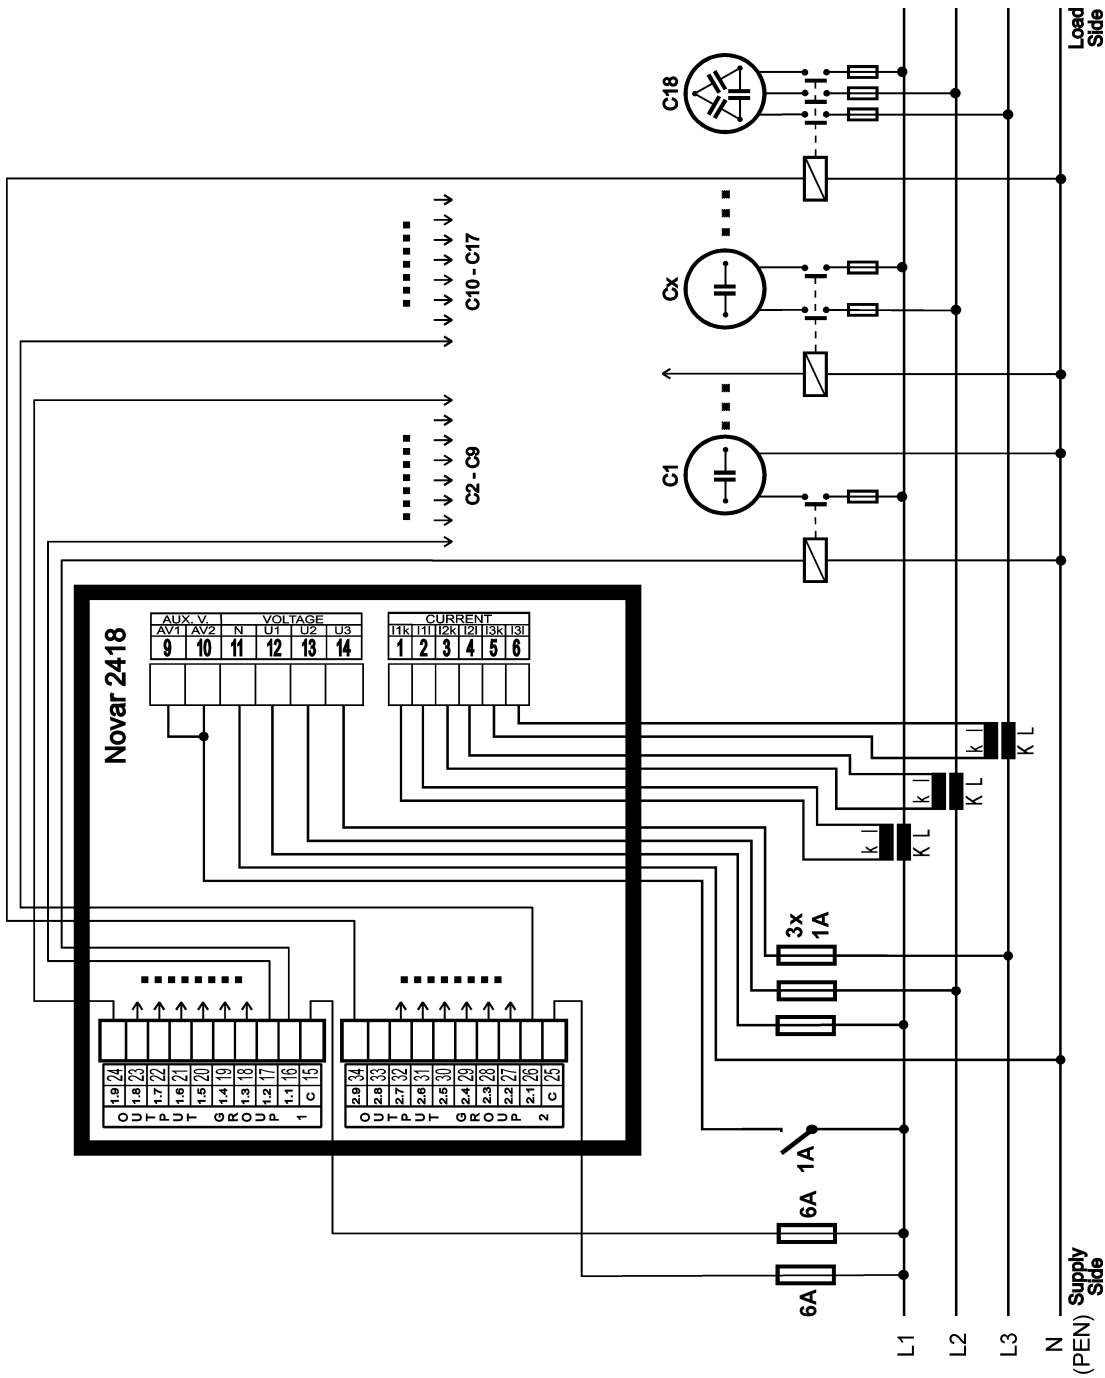 Load
Side
C18
C10 - C17
Cx
C2 - C9
C1
Novar 2418
AUX. V. VOLTAGE
AV1 AV2 N U1 U2 U3
9 10 11 12 13 14
CURRENT
I1k I1l I2k I2l I3k I3l
1 2 3 4 5 6
k l
K L
k l
K L
k l
K L
3x
1A
24 23 22 21 20 19 18 17 16 15
1.9 1.8 1.7 1.6 1.5 1.4 1.3 1.2 1.1 C
OUTPUT GROUP 1
34 33 32 31 30 29 28 27 26 25
2.9 2.8 2.7 2.6 2.5 2.4 2.3 2.2 2.1 C
OUTPUT GROUP 2
1A
6A
6A
L1
L2
L3
N
(PEN)
Supply
Side